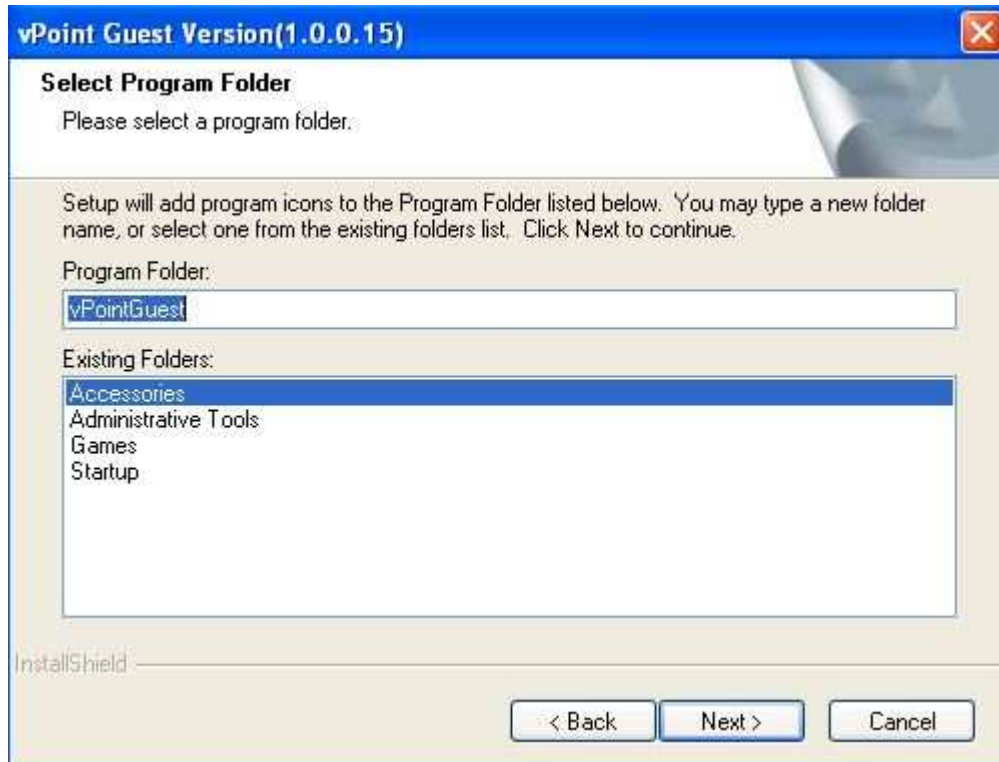 vPoint Guest Version(1.0.0.15)
Select Program Folder
Please select a program folder.
Setup will add program icons to the Program Folder listed below. You may type a new folder
name, or select one from the existing folders list. Click Next to continue.
Program Folder:
vPointGuest
Existing Folders:
Accessories
Administrative Tools
Games
Startup
InstallShield
< Back Next > Cancel